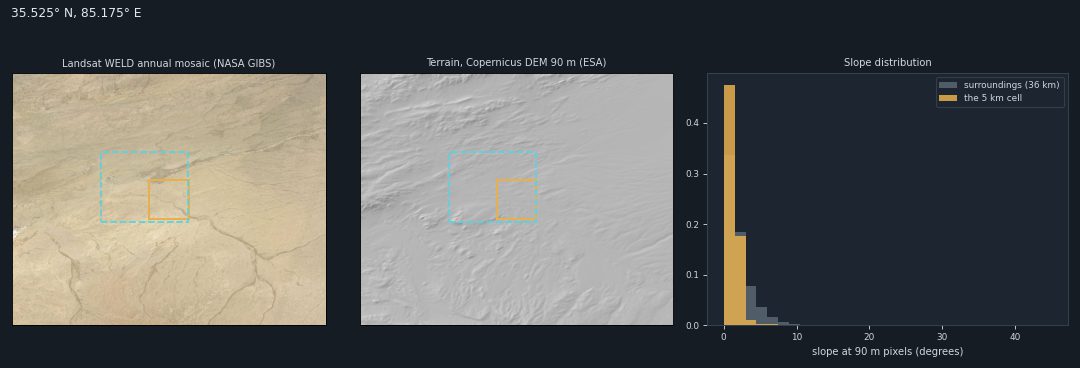 35.525° N, 85.175° E
Landsat WELD annual mosaic (NASA GIBS)
Terrain, Copernicus DEM 90 m (ESA)
Slope distribution
surroundings (36 km)
the 5 km cell
0.4
0.3
0.2
0.1
0.0
0
10
20
30
40
slope at 90 m pixels (degrees)